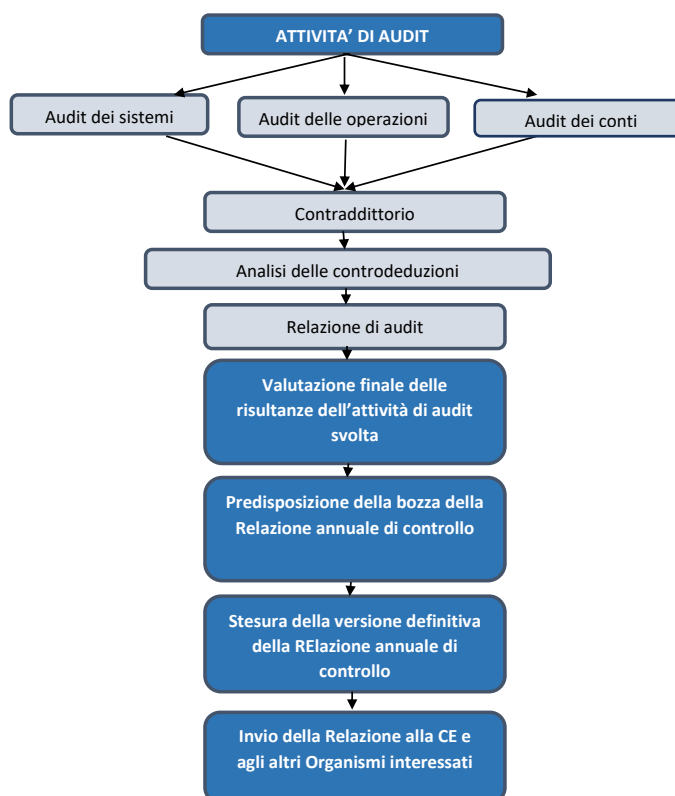 ATTIVITA’ DI AUDIT
Audit dei sistemi
Audit delle operazioni
Audit dei conti
Contraddittorio
Analisi delle controdeduzioni
Relazione di audit
Valutazione finale delle
risultanze dell’attività di audit
svolta
Predisposizione della bozza della
Relazione annuale di controllo
Stesura della versione definitiva
della RElazione annuale di
controllo
Invio della Relazione alla CE e
agli altri Organismi interessati